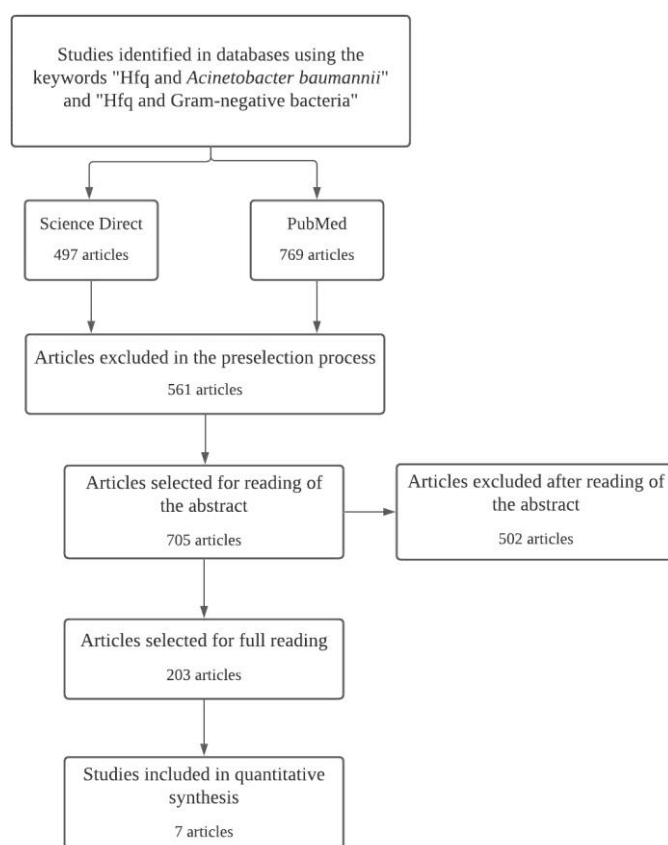 Studies identified in databases using the
keywords "Hfq and Acinetobacter baumannii"
and "Hfq and Gram-negative bacteria"
Science Direct
497 articles
PubMed
769 articles
Articles excluded in the preselection process
561 articles
Articles selected for reading of
the abstract
705 articles
Articles excluded after reading of
the abstract
502 articles
Articles selected for full reading
203 articles
Studies included in quantitative
synthesis
7 articles